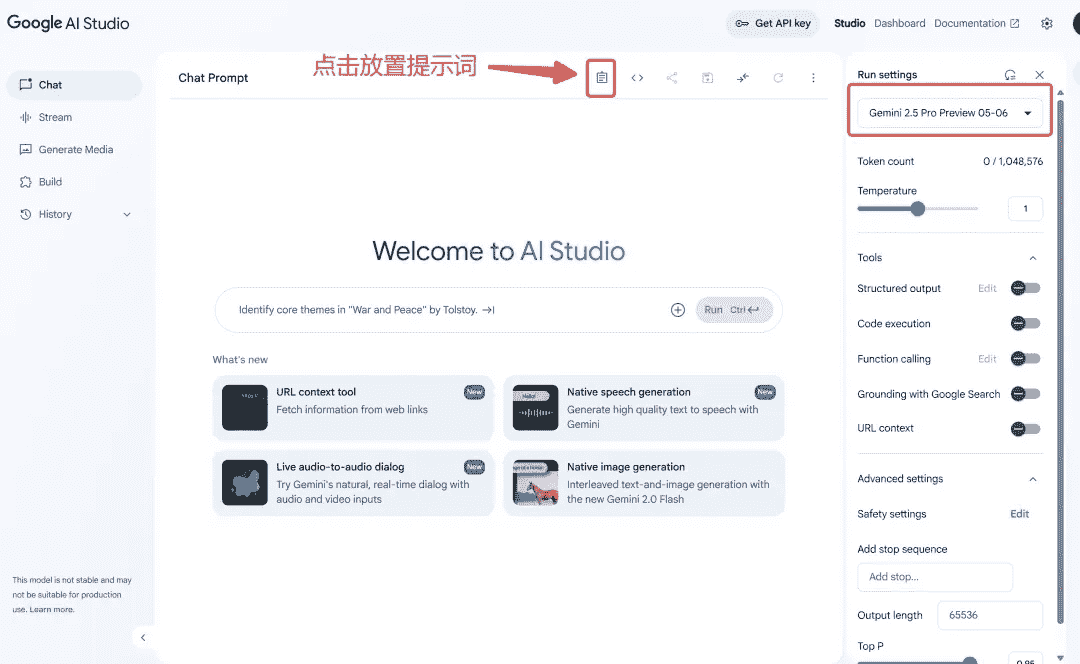 Google AI Studio
Get API key
Studio
Dashboard
Documentation
Chat
Stream
Generate Media
Build
History
This model is not stable and may
not be suitable for production
use. Learn more.
Chat Prompt
点击放置提示词
Welcome to AI Studio
Identify core themes in "War and Peace" by Tolstoy.
Run Ctrl
What's new
URL context tool
New
Fetch information from web links
Native speech generation
New
Generate high quality text to speech with
Gemini
Live audio-to-audio dialog
New
Try Gemini's natural, real-time dialog with
audio and video inputs
Native image generation
Interleaved text-and-image generation with
the new Gemini 2.0 Flash
Run settings
Gemini 2.5 Pro Preview 05-06
Token count 0 / 1,048,576
Temperature
1
Tools
Structured output Edit
Code execution
Function calling Edit
Grounding with Google Search
URL context
Advanced settings
Safety settings Edit
Add stop sequence
Add stop...
Output length 65536
Top P
0.95